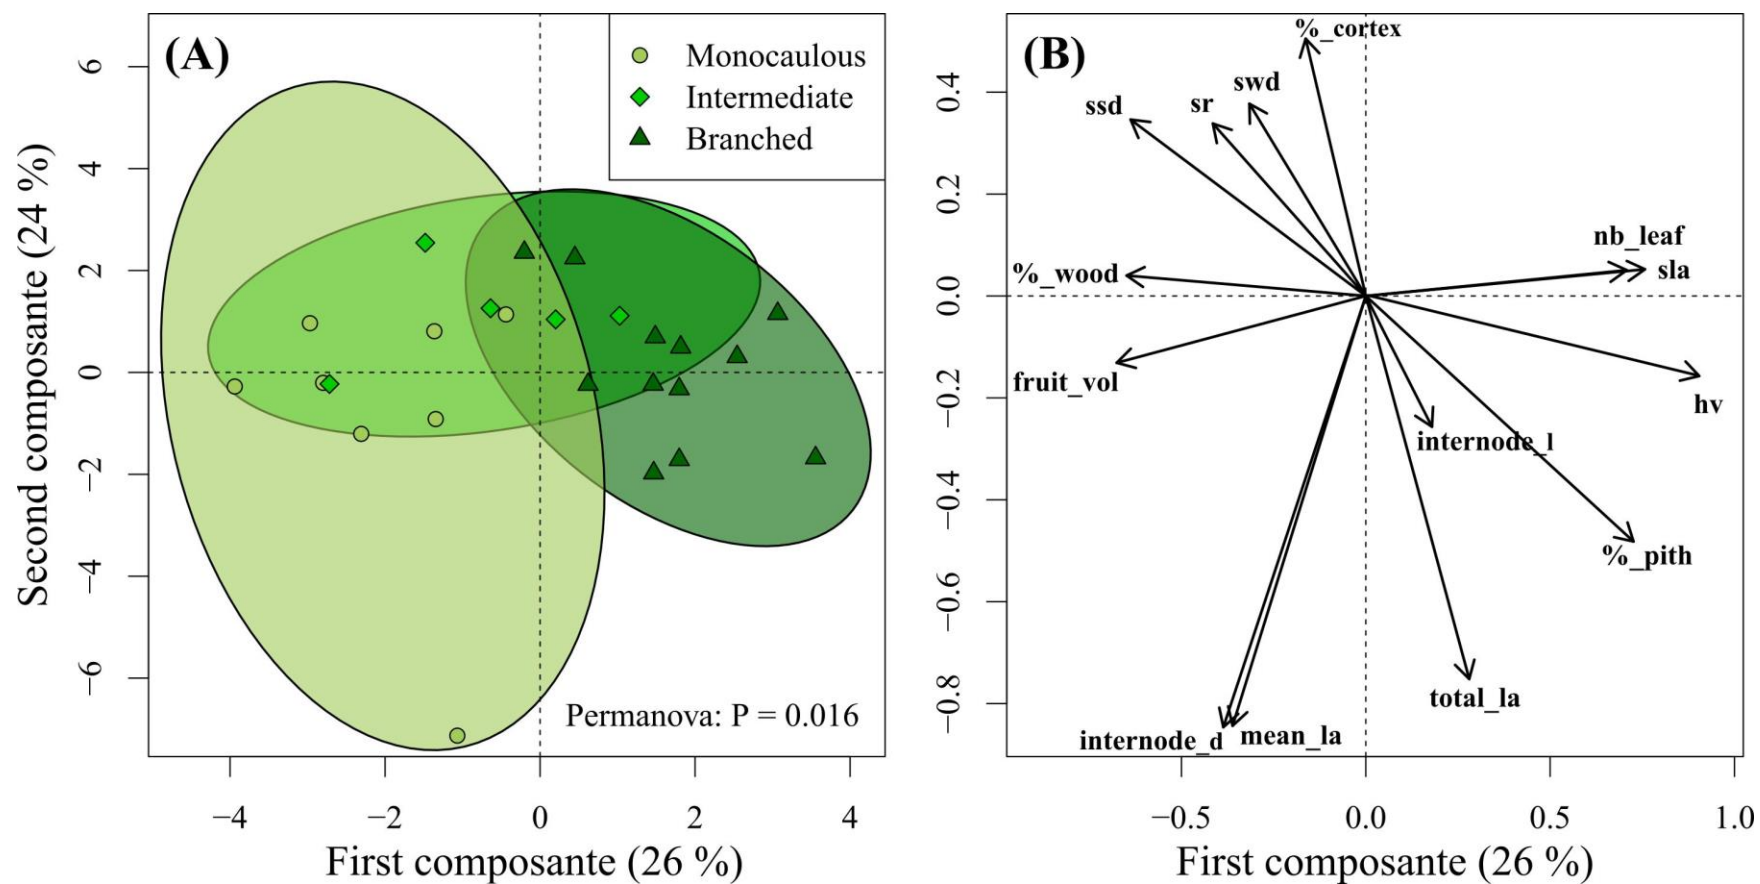 (A)
Monocaulous
Intermediate
Branched
6
4
2
0
−2
−4
−6
Second composante (24 %)
Permanova: P = 0.016
−4 −2 0 2 4
First composante (26 %)
(B)
%_cortex
swd
sr
ssd
nb_leaf
sla
%_wood
fruit_vol
hv
internode_l
%_pith
total_la
internode_d
mean_la
0.4
0.2
0.0
−0.2
−0.4
−0.6
−0.8
−0.5 0.0 0.5 1.0
First composante (26 %)